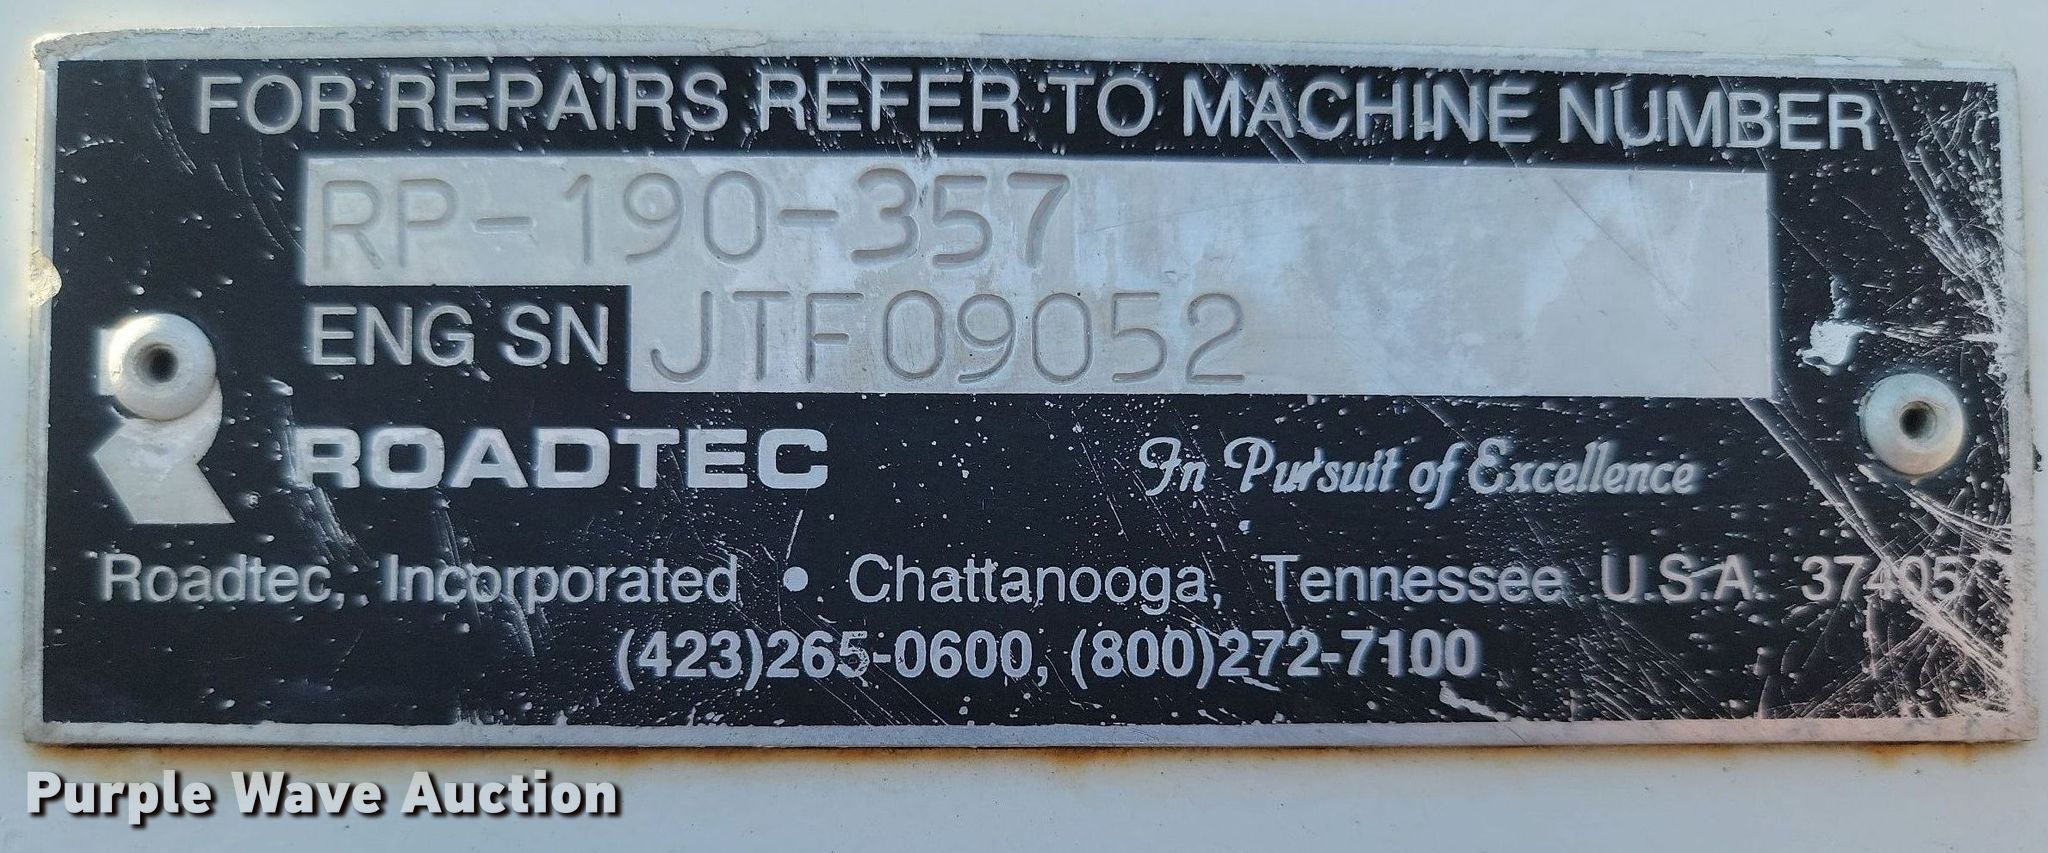 FOR REPAIRS REFER TO MACHINE NUMBER
RP-190-357
ENG SN JTF09052
ROADTEC In Pursuit of Excellence
Roadtec, Incorporated • Chattanooga, Tennessee U.S.A. 37405
(423)265-0600, (800)272-7100
Purple Wave Auction